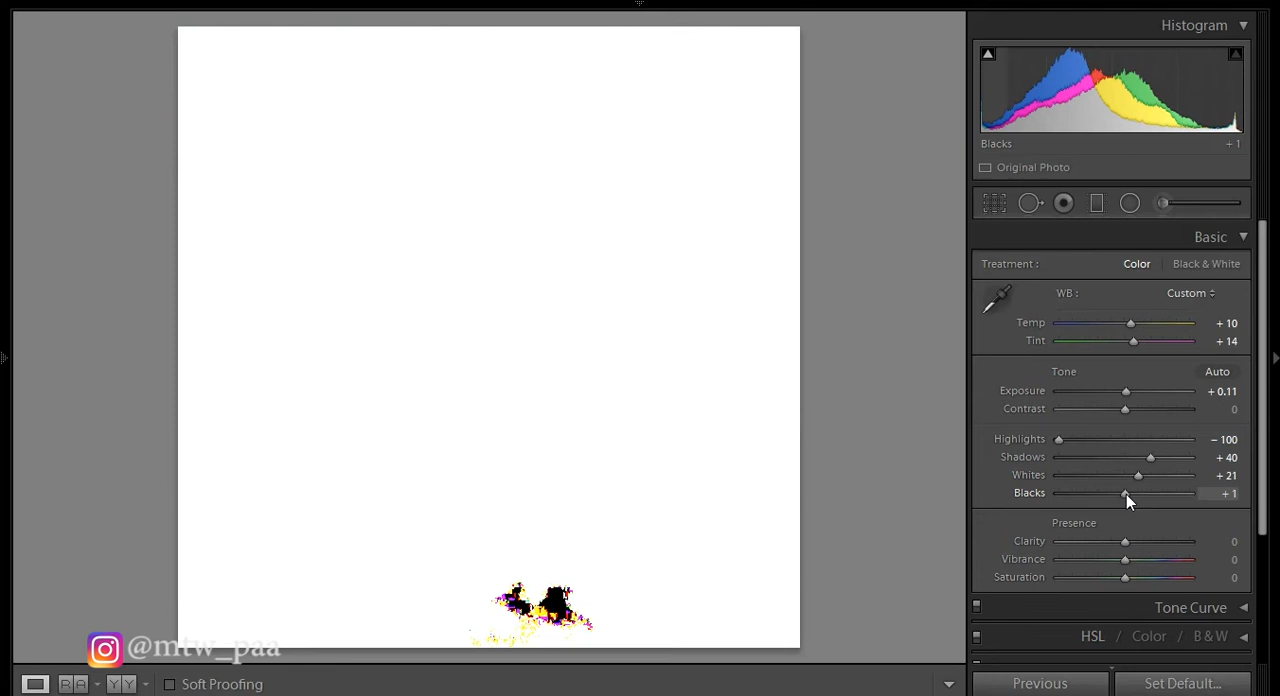 Histogram
Blacks + 1
Original Photo
Basic
Treatment : Color Black & White
WB : Custom
Temp + 10
Tint + 14
Tone Auto
Exposure + 0.11
Contrast 0
Highlights − 100
Shadows + 40
Whites + 21
Blacks + 1
Presence
Clarity 0
Vibrance 0
Saturation 0
Tone Curve
HSL / Color / B & W
@mtw_paa
R A Y Y Soft Proofing Previous Set Default...